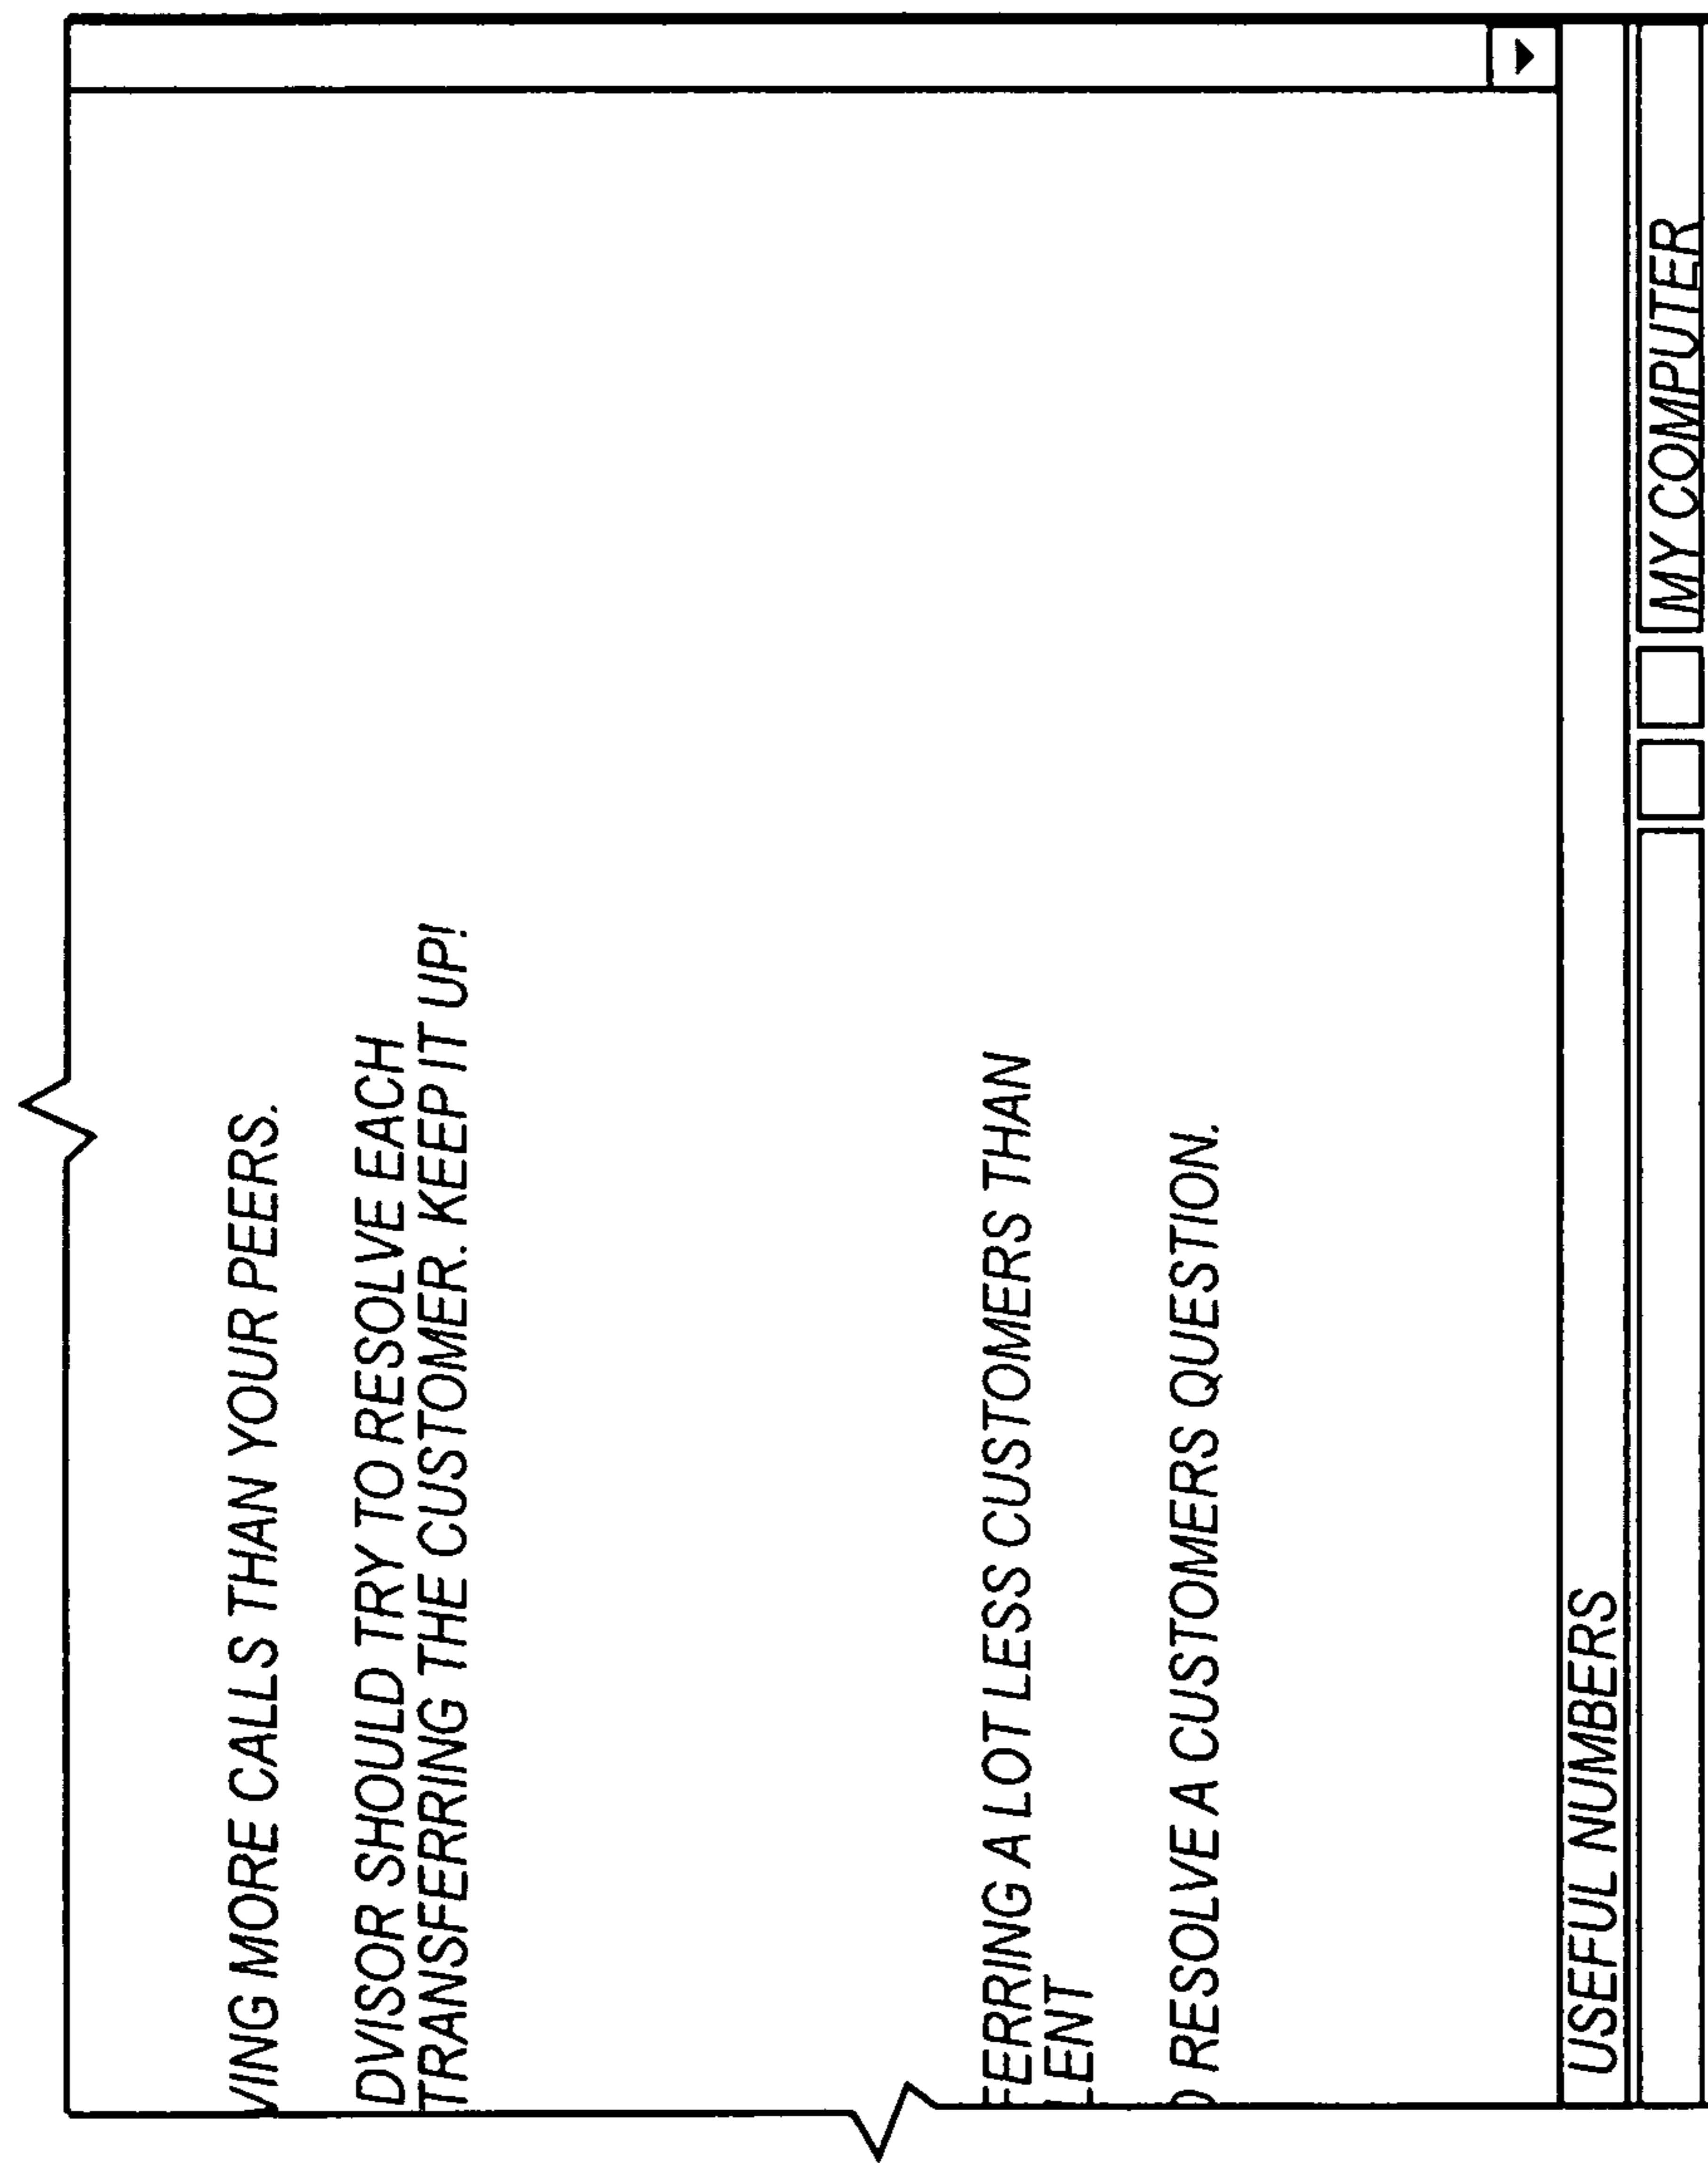 VING MORE CALLS THAN YOUR PEERS.
DVISOR SHOULD TRY TO RESOLVE EACH
TRANSFERRING THE CUSTOMER. KEEP IT UP!
FERRING A LOT LESS CUSTOMERS THAN
LENT
O RESOLVE A CUSTOMERS QUESTION.
USEFUL NUMBERS
MY COMPUTER